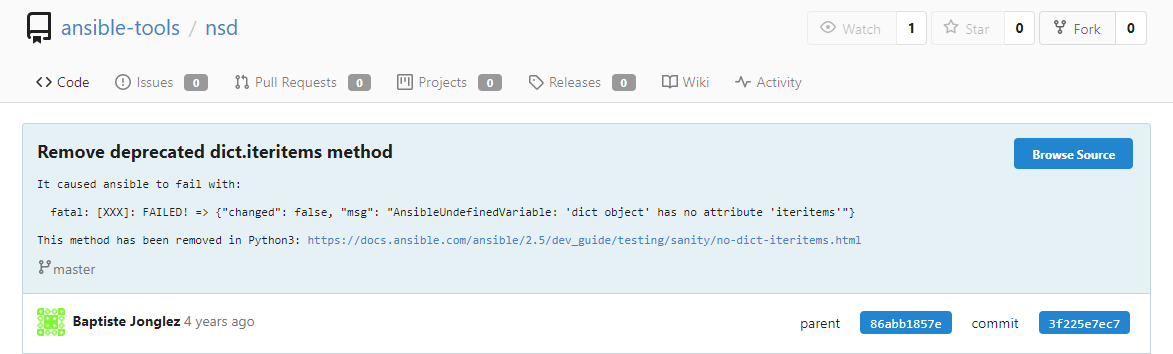 ansible-tools / nsd Watch 1 Star 0 Fork 0
Code Issues 0 Pull Requests 0 Projects 0 Releases 0 Wiki Activity
Remove deprecated dict.iteritems method Browse Source
It caused ansible to fail with:
fatal: [XXX]: FAILED! => {"changed": false, "msg": "AnsibleUndefinedVariable: 'dict object' has no attribute 'iteritems'"}
This method has been removed in Python3: https://docs.ansible.com/ansible/2.5/dev_guide/testing/sanity/no-dict-iteritems.html
master
Baptiste Jonglez 4 years ago parent 86abb1857e commit 3f225e7ec7